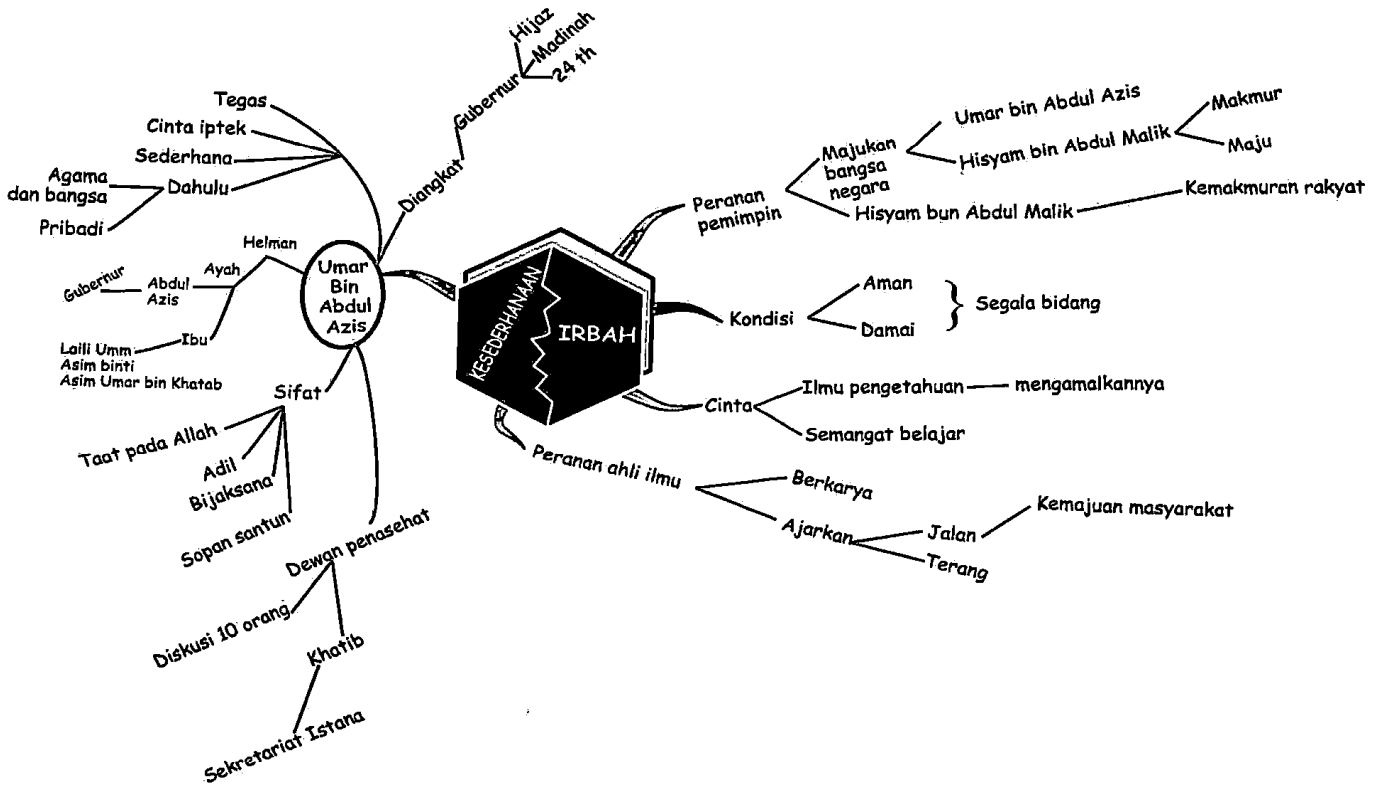 KESEDERHANAAN
IRBAH
Umar
Bin
Abdul
Azis
Diangkat
Gubernur
Hijaz
Madinah
24 th
Tegas
Cinta iptek
Sederhana
Dahulu
Agama
dan bangsa
Pribadi
Helman
Ayah
Abdul
Azis
Gubernur
Ibu
Laili Umm
Asim binti
Asim Umar bin Khatab
Sifat
Taat pada Allah
Adil
Bijaksana
Sopan santun
Dewan penasehat
Diskusi 10 orang
Khatib
Sekretariat Istana
Peranan
pemimpin
Majukan
bangsa
negara
Umar bin Abdul Azis
Hisyam bin Abdul Malik
Makmur
Maju
Hisyam bun Abdul Malik
Kemakmuran rakyat
Kondisi
Aman
Damai
Segala bidang
Cinta
Ilmu pengetahuan
mengamalkannya
Semangat belajar
Peranan ahli ilmu
Berkarya
Ajarkan
Jalan
Kemajuan masyarakat
Terang